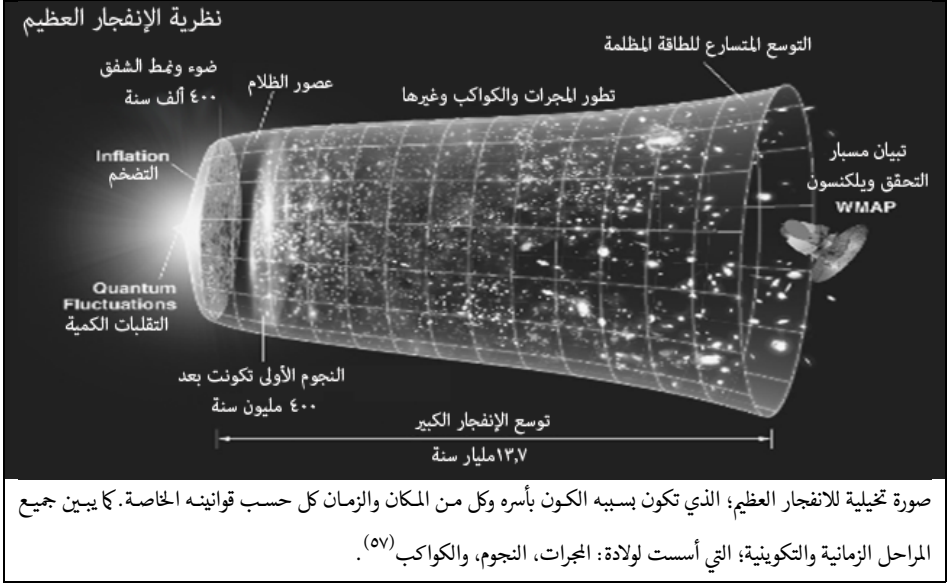 نظرية الإنفجار العظيم
التوسع المتسارع للطاقة المظلمة
ضوء ونمط الشفق
٤٠٠ ألف سنة
عصور الظلام
تطور المجرات والكواكب وغيرها
Inflation
التضخم
تبيان مسبار
التحقق ويلكنسون
WMAP
Quantum
Fluctuations
التقلبات الكمية
النجوم الأولى تكونت بعد
٤٠٠ مليون سنة
توسع الإنفجار الكبير
١٣,٧مليار سنة
صورة تخيلية للانفجار العظيم؛ الذي تكون بسببه الكون بأسره وكل من المكان والزمان كل حسب قوانينه الخاصة. كما يبين جميع
المراحل الزمانية والتكوينية؛ التي أسست لولادة: المجرات، النجوم، والكواكب(٥٧).